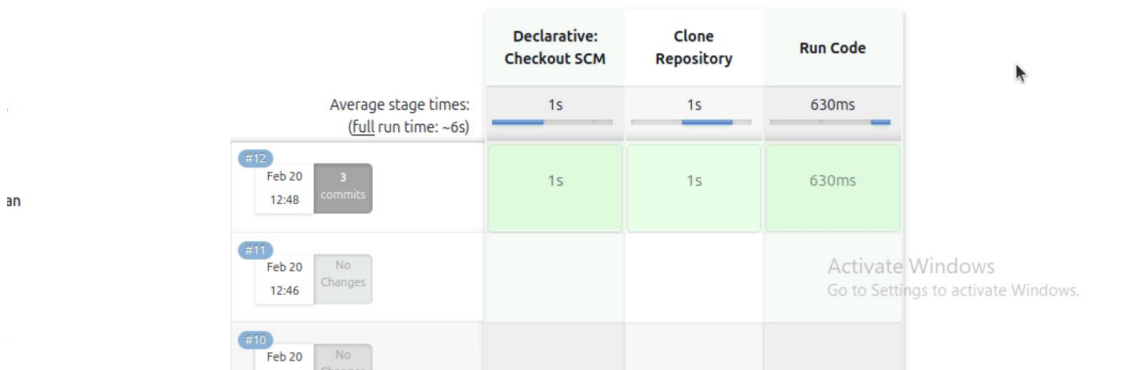 Declarative:
Checkout SCM
Clone
Repository
Run Code
Average stage times:
(full run time: ~6s)
1s
1s
630ms
an
#12
Feb 20
12:48
3
commits
1s
1s
630ms
#11
Feb 20
12:46
No
Changes
Activate Windows
Go to Settings to activate Windows.
#10
Feb 20
No